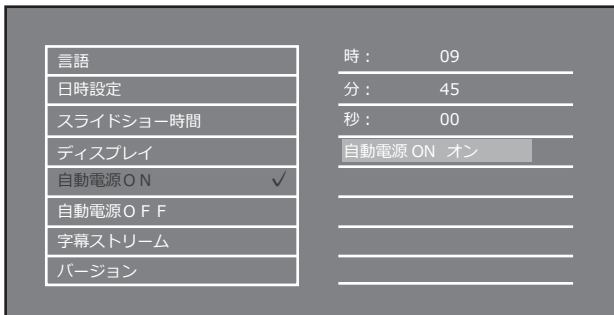 言語
日時設定
スライドショー時間
ディスプレイ
自動電源ＯＮ ✓
自動電源ＯＦＦ
字幕ストリーム
バージョン
時： 09
分： 45
秒： 00
自動電源 ON オン